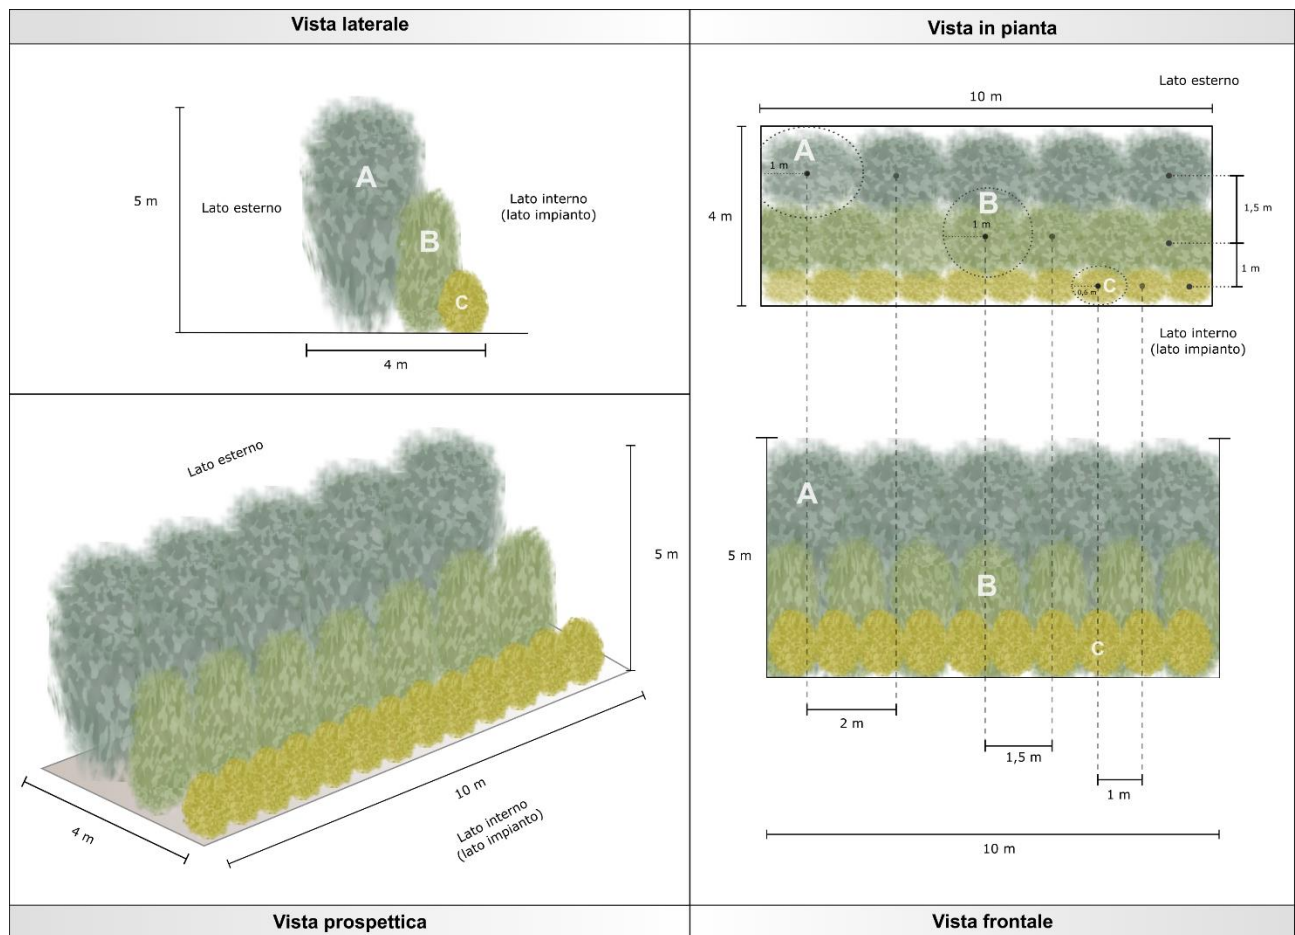 Vista laterale
Vista in pianta
5 m
Lato esterno
A
B
C
Lato interno
(lato impianto)
4 m
Lato esterno
10 m
4 m
A
1 m
B
1 m
C
0,6 m
1,5 m
1 m
Lato interno
(lato impianto)
Lato esterno
5 m
4 m
10 m
Lato interno
(lato impianto)
5 m
A
B
C
2 m
1,5 m
1 m
10 m
Vista prospettica
Vista frontale